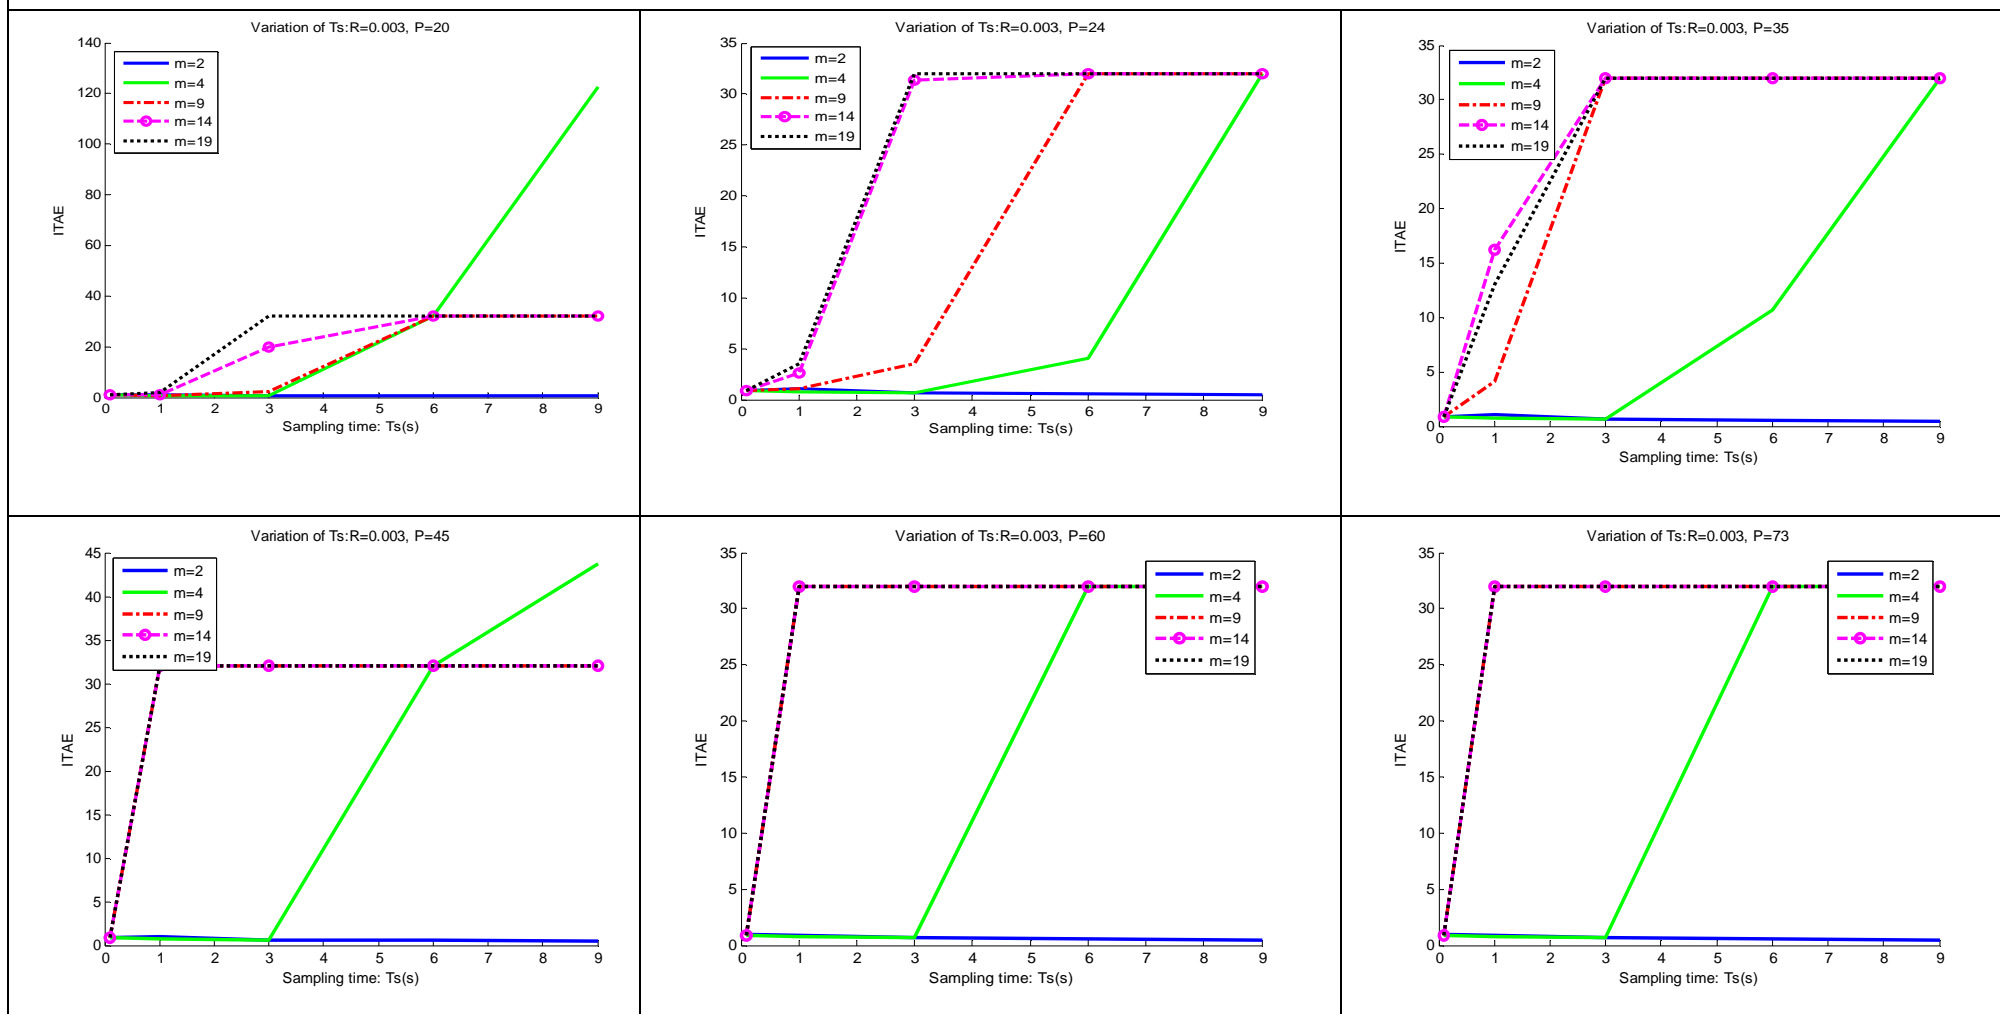 Variation of Ts:R=0.003, P=20
140
120
100
80
60
40
20
0
ITAE
m=2
m=4
m=9
m=14
m=19
0 1 2 3 4 5 6 7 8 9
Sampling time: Ts(s)
Variation of Ts:R=0.003, P=24
35
30
25
20
15
10
5
0
ITAE
m=2
m=4
m=9
m=14
m=19
0 1 2 3 4 5 6 7 8 9
Sampling time: Ts(s)
Variation of Ts:R=0.003, P=35
35
30
25
20
15
10
5
0
ITAE
m=2
m=4
m=9
m=14
m=19
0 1 2 3 4 5 6 7 8 9
Sampling time: Ts(s)
Variation of Ts:R=0.003, P=45
45
40
35
30
25
20
15
10
5
0
ITAE
m=2
m=4
m=9
m=14
m=19
0 1 2 3 4 5 6 7 8 9
Sampling time: Ts(s)
Variation of Ts:R=0.003, P=60
35
30
25
20
15
10
5
0
ITAE
m=2
m=4
m=9
m=14
m=19
0 1 2 3 4 5 6 7 8 9
Sampling time: Ts(s)
Variation of Ts:R=0.003, P=73
35
30
25
20
15
10
5
0
ITAE
m=2
m=4
m=9
m=14
m=19
0 1 2 3 4 5 6 7 8 9
Sampling time: Ts(s)